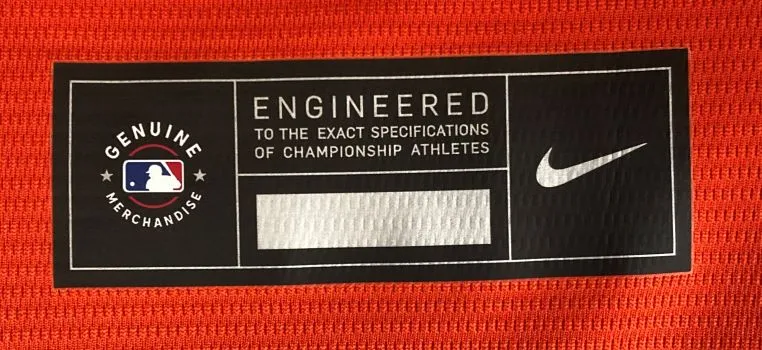 GENUINE
MERCHANDISE
ENGINEERED
TO THE EXACT SPECIFICATIONS
OF CHAMPIONSHIP ATHLETES